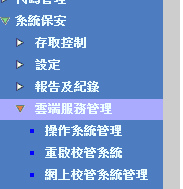 系統保安
存取控制
設定
報告及紀錄
雲端服務管理
操作系統管理
重啟校管系統
網上校管系統管理